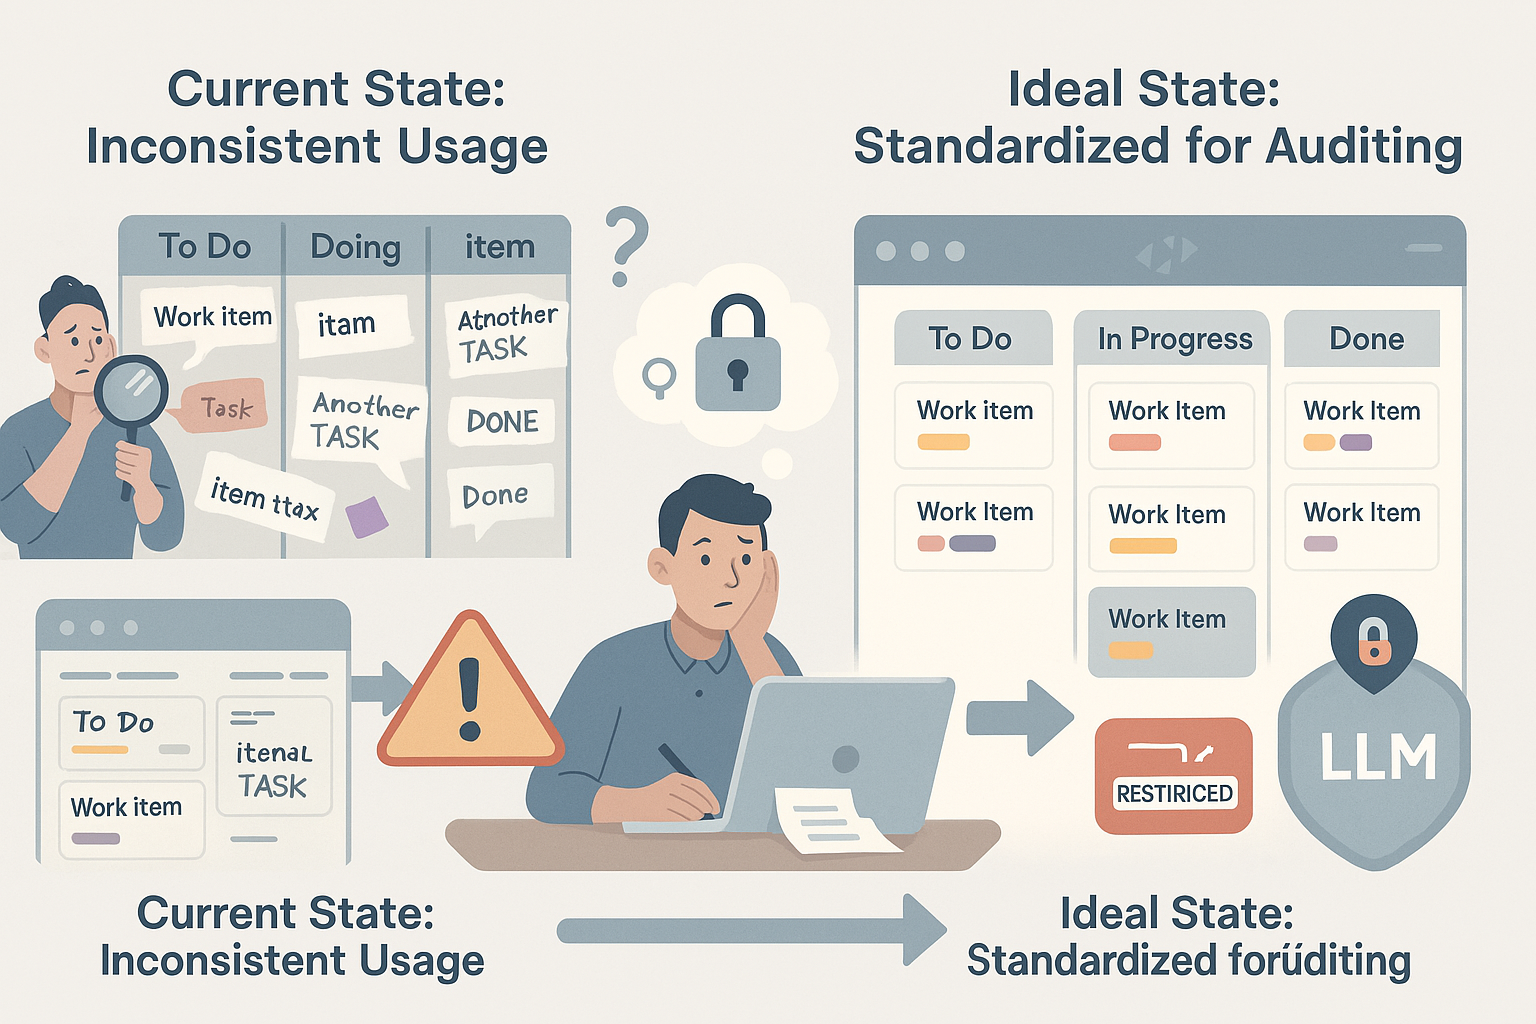 Current State:
Inconsistent Usage
Ideal State:
Standardized for Auditing
To Do
Doing
item
Work item
Task
item ttax
itam
Another
TASK
Atnother
TASK
DONE
Done
?
To Do
In Progress
Done
Work item
Work Item
Work Item
Work Item
Work Item
Work Item
Work Item
To Do
Work item
itenal
TASK
!
RESTIRICED
LLM
Current State:
Inconsistent Usage
Ideal State:
Standardized forűúditing